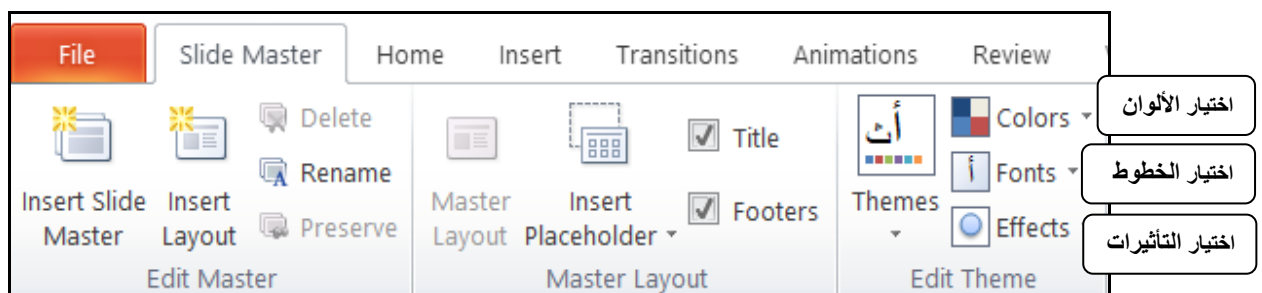 File Slide Master Home Insert Transitions Animations Review
Insert Slide Master
Insert Layout
Delete
Rename
Preserve
Edit Master
Master Layout
Insert Placeholder
Title
Footers
Master Layout
أث
Themes
Colors
أ
Fonts
Effects
Edit Theme
اختيار الألوان
اختيار الخطوط
اختيار التأثيرات